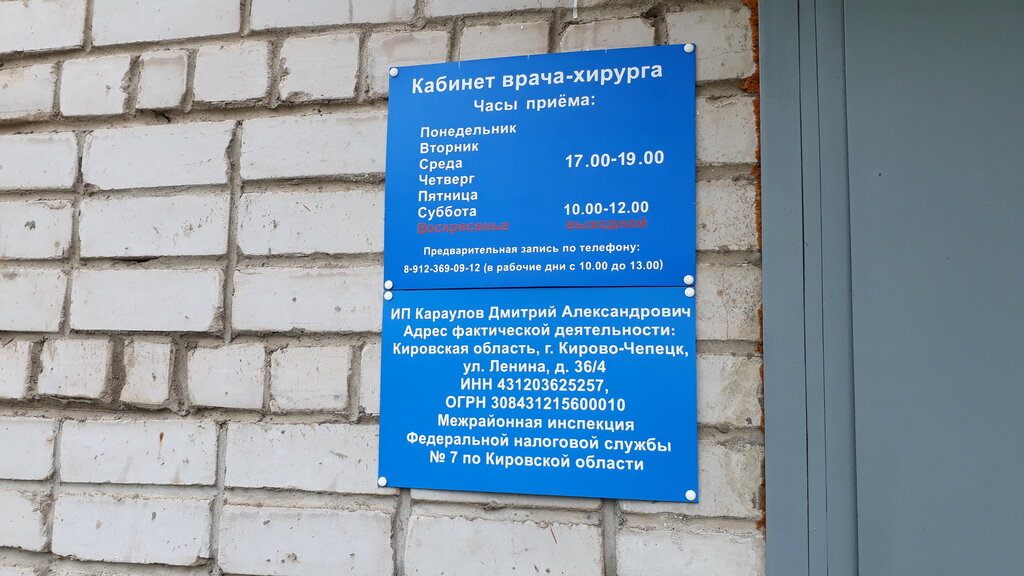 Кабинет врача-хирурга
Часы приёма:
Понедельник
Вторник
Среда 17.00-19.00
Четверг
Пятница
Суббота 10.00-12.00
Воскресенье выходной
Предварительная запись по телефону:
8-912-369-09-12 (в рабочие дни с 10.00 до 13.00)
ИП Караулов Дмитрий Александрович
Адрес фактической деятельности:
Кировская область, г. Кирово-Чепецк,
ул. Ленина, д. 36/4
ИНН 431203625257,
ОГРН 308431215600010
Межрайонная инспекция
Федеральной налоговой службы
№ 7 по Кировской области